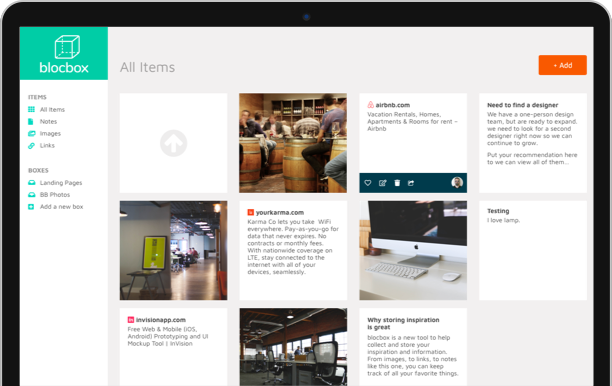 blocbox
All Items
+ Add
ITEMS
All Items
Notes
Images
Links
BOXES
Landing Pages
BB Photos
Add a new box
airbnb.com
Vacation Rentals, Homes,
Apartments & Rooms for rent –
Airbnb
Need to find a designer
We have a one-person design
team, but are ready to expand.
we need to look for a second
designer right now so we can
continue to grow.
Put your recommendation here
to we can view all of them...
yourkarma.com
Karma Co lets you take WiFi
everywhere. Pay-as-you-go for
data that never expires. No
contracts or monthly fees.
With nationwide coverage on
LTE, stay connected to the
internet with all of your
devices, seamlessly.
Testing
I love lamp.
invisionapp.com
Free Web & Mobile (iOS,
Android) Prototyping and UI
Mockup Tool | InVision
Why storing inspiration
is great
blocbox is a new tool to help
collect and store your
inspiration and information.
From images, to links, to notes
like this one, you can keep
track of all your favorite things.